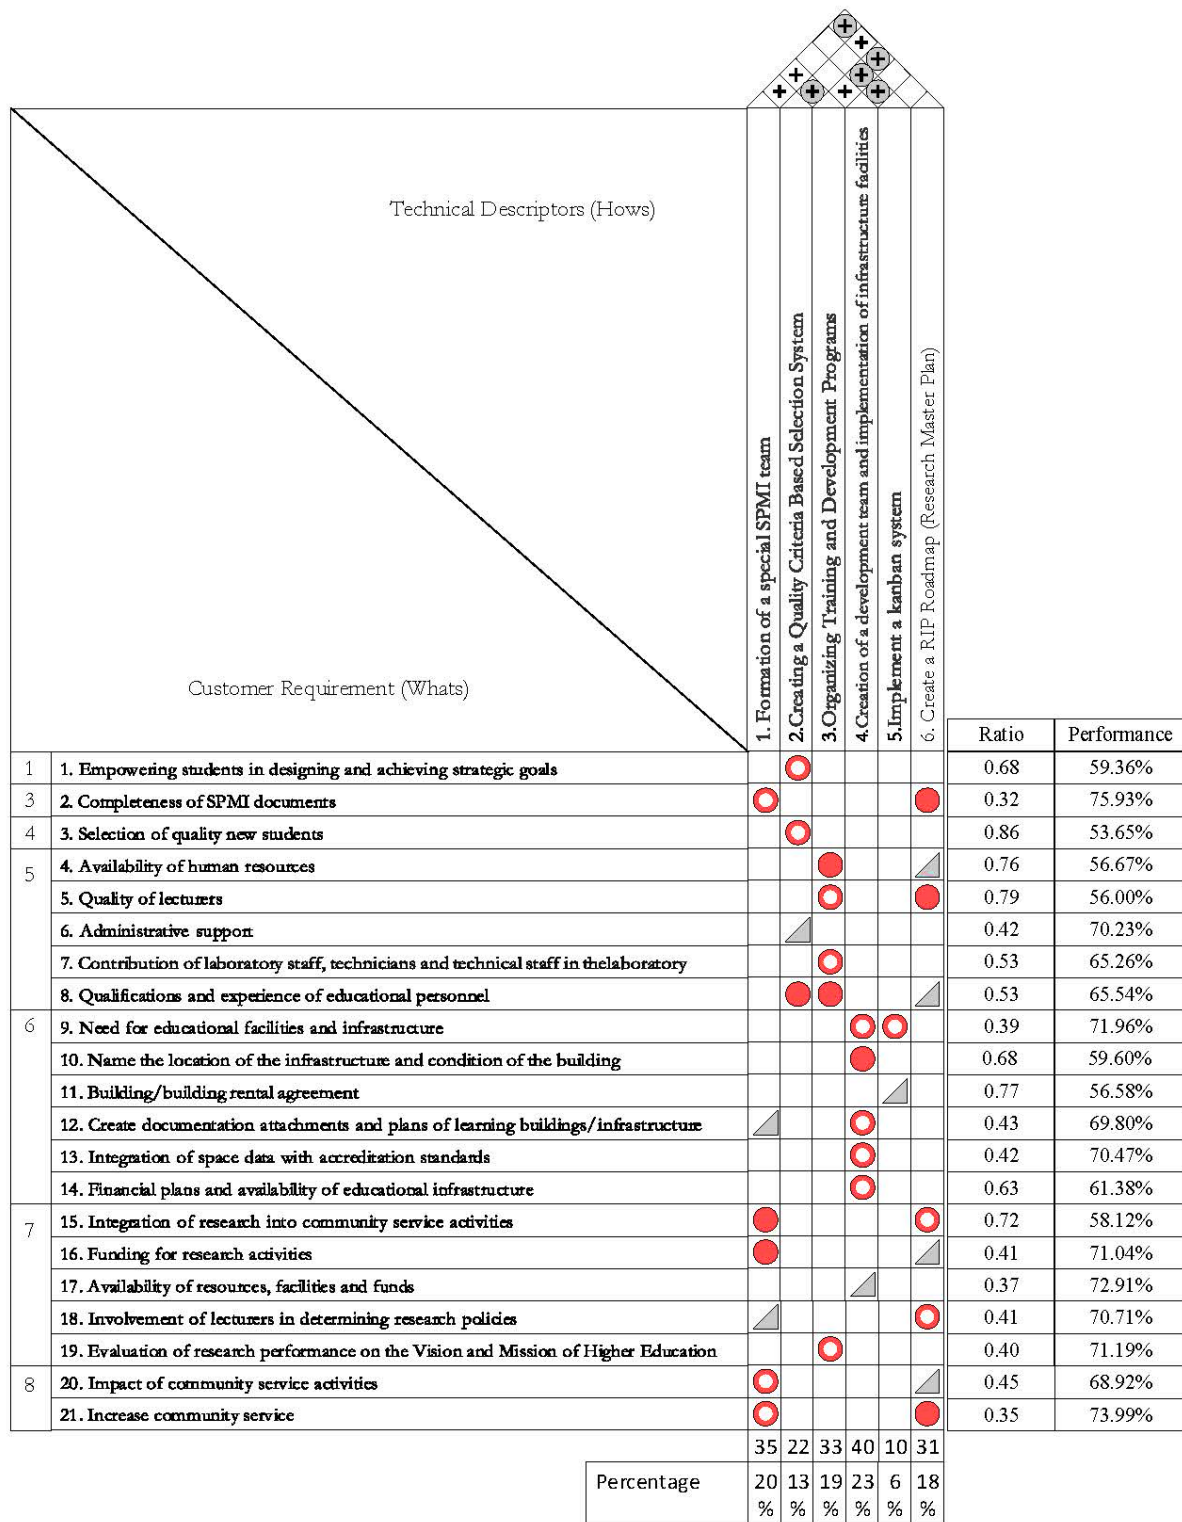 Technical Descriptors (Hows)
Customer Requirement (Whats)
1. Formation of a special SPMI team
2.Creating a Quality Criteria Based Selection System
3.Organizing Training and Development Programs
4.Creation of a development team and implementation of infrastructure facilities
5.Implement a kanban system
6. Create a RIP Roadmap (Research Master Plan)
Ratio Performance
1 1. Empowering students in designing and achieving strategic goals 0.68 59.36%
3 2. Completeness of SPMI documents 0.32 75.93%
4 3. Selection of quality new students 0.86 53.65%
5 4. Availability of human resources 0.76 56.67%
5. Quality of lecturers 0.79 56.00%
6. Administrative support 0.42 70.23%
7. Contribution of laboratory staff, technicians and technical staff in thelaboratory 0.53 65.26%
8. Qualifications and experience of educational personnel 0.53 65.54%
6 9. Need for educational facilities and infrastructure 0.39 71.96%
10. Name the location of the infrastructure and condition of the building 0.68 59.60%
11. Building/building rental agreement 0.77 56.58%
12. Create documentation attachments and plans of learning buildings/infrastructure 0.43 69.80%
13. Integration of space data with accreditation standards 0.42 70.47%
14. Financial plans and availability of educational infrastructure 0.63 61.38%
7 15. Integration of research into community service activities 0.72 58.12%
16. Funding for research activities 0.41 71.04%
17. Availability of resources, facilities and funds 0.37 72.91%
18. Involvement of lecturers in determining research policies 0.41 70.71%
19. Evaluation of research performance on the Vision and Mission of Higher Education 0.40 71.19%
8 20. Impact of community service activities 0.45 68.92%
21. Increase community service 0.35 73.99%
35 22 33 40 10 31
Percentage 20 13 19 23 6 18
% % % % % %